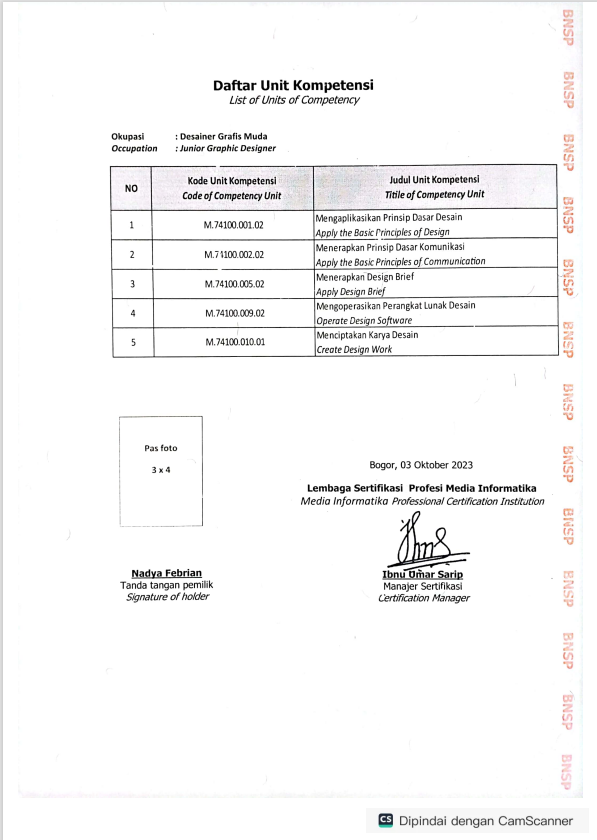 Daftar Unit Kompetensi
List of Units of Competency
Okupasi : Desainer Grafis Muda
Occupation : Junior Graphic Designer
NO
Kode Unit Kompetensi
Code of Competency Unit
Judul Unit Kompetensi
Titile of Competency Unit
1
M.74100.001.02
Mengaplikasikan Prinsip Dasar Desain
Apply the Basic Principles of Design
2
M.74100.002.02
Menerapkan Prinsip Dasar Komunikasi
Apply the Basic Principles of Communication
3
M.74100.005.02
Menerapkan Design Brief
Apply Design Brief
4
M.74100.009.02
Mengoperasikan Perangkat Lunak Desain
Operate Design Software
5
M.74100.010.01
Menciptakan Karya Desain
Create Design Work
Pas foto
3 x 4
Bogor, 03 Oktober 2023
Lembaga Sertifikasi Profesi Media Informatika
Media Informatika Professional Certification Institution
Nadya Febrian
Tanda tangan pemilik
Signature of holder
Ibnu Umar Sarip
Manajer Sertifikasi
Certification Manager
BNSP
BNSP
BNSP
BNSP
BNSP
BNSP
BNSP
BNSP
BNSP
BNSP
BNSP
BNSP
BNSP
CS Dipindai dengan CamScanner